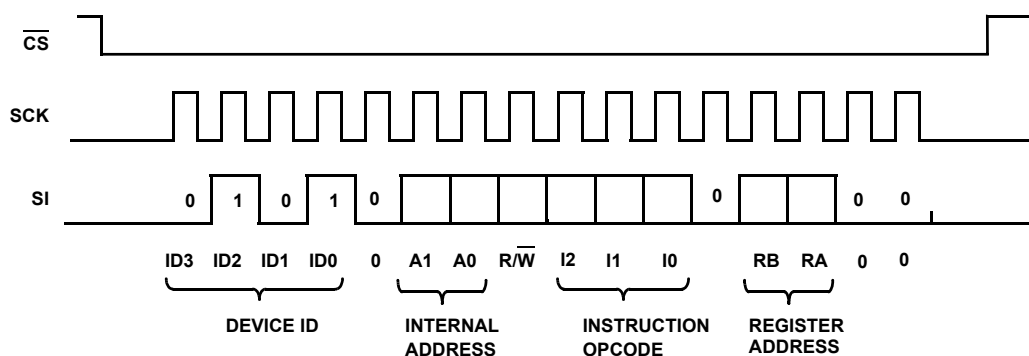 CS
SCK
SI
0 1 0 1 0 0 0 0
ID3 ID2 ID1 ID0 0 A1 A0 R/W I2 I1 I0 RB RA 0 0
DEVICE ID INTERNAL ADDRESS INSTRUCTION OPCODE REGISTER ADDRESS